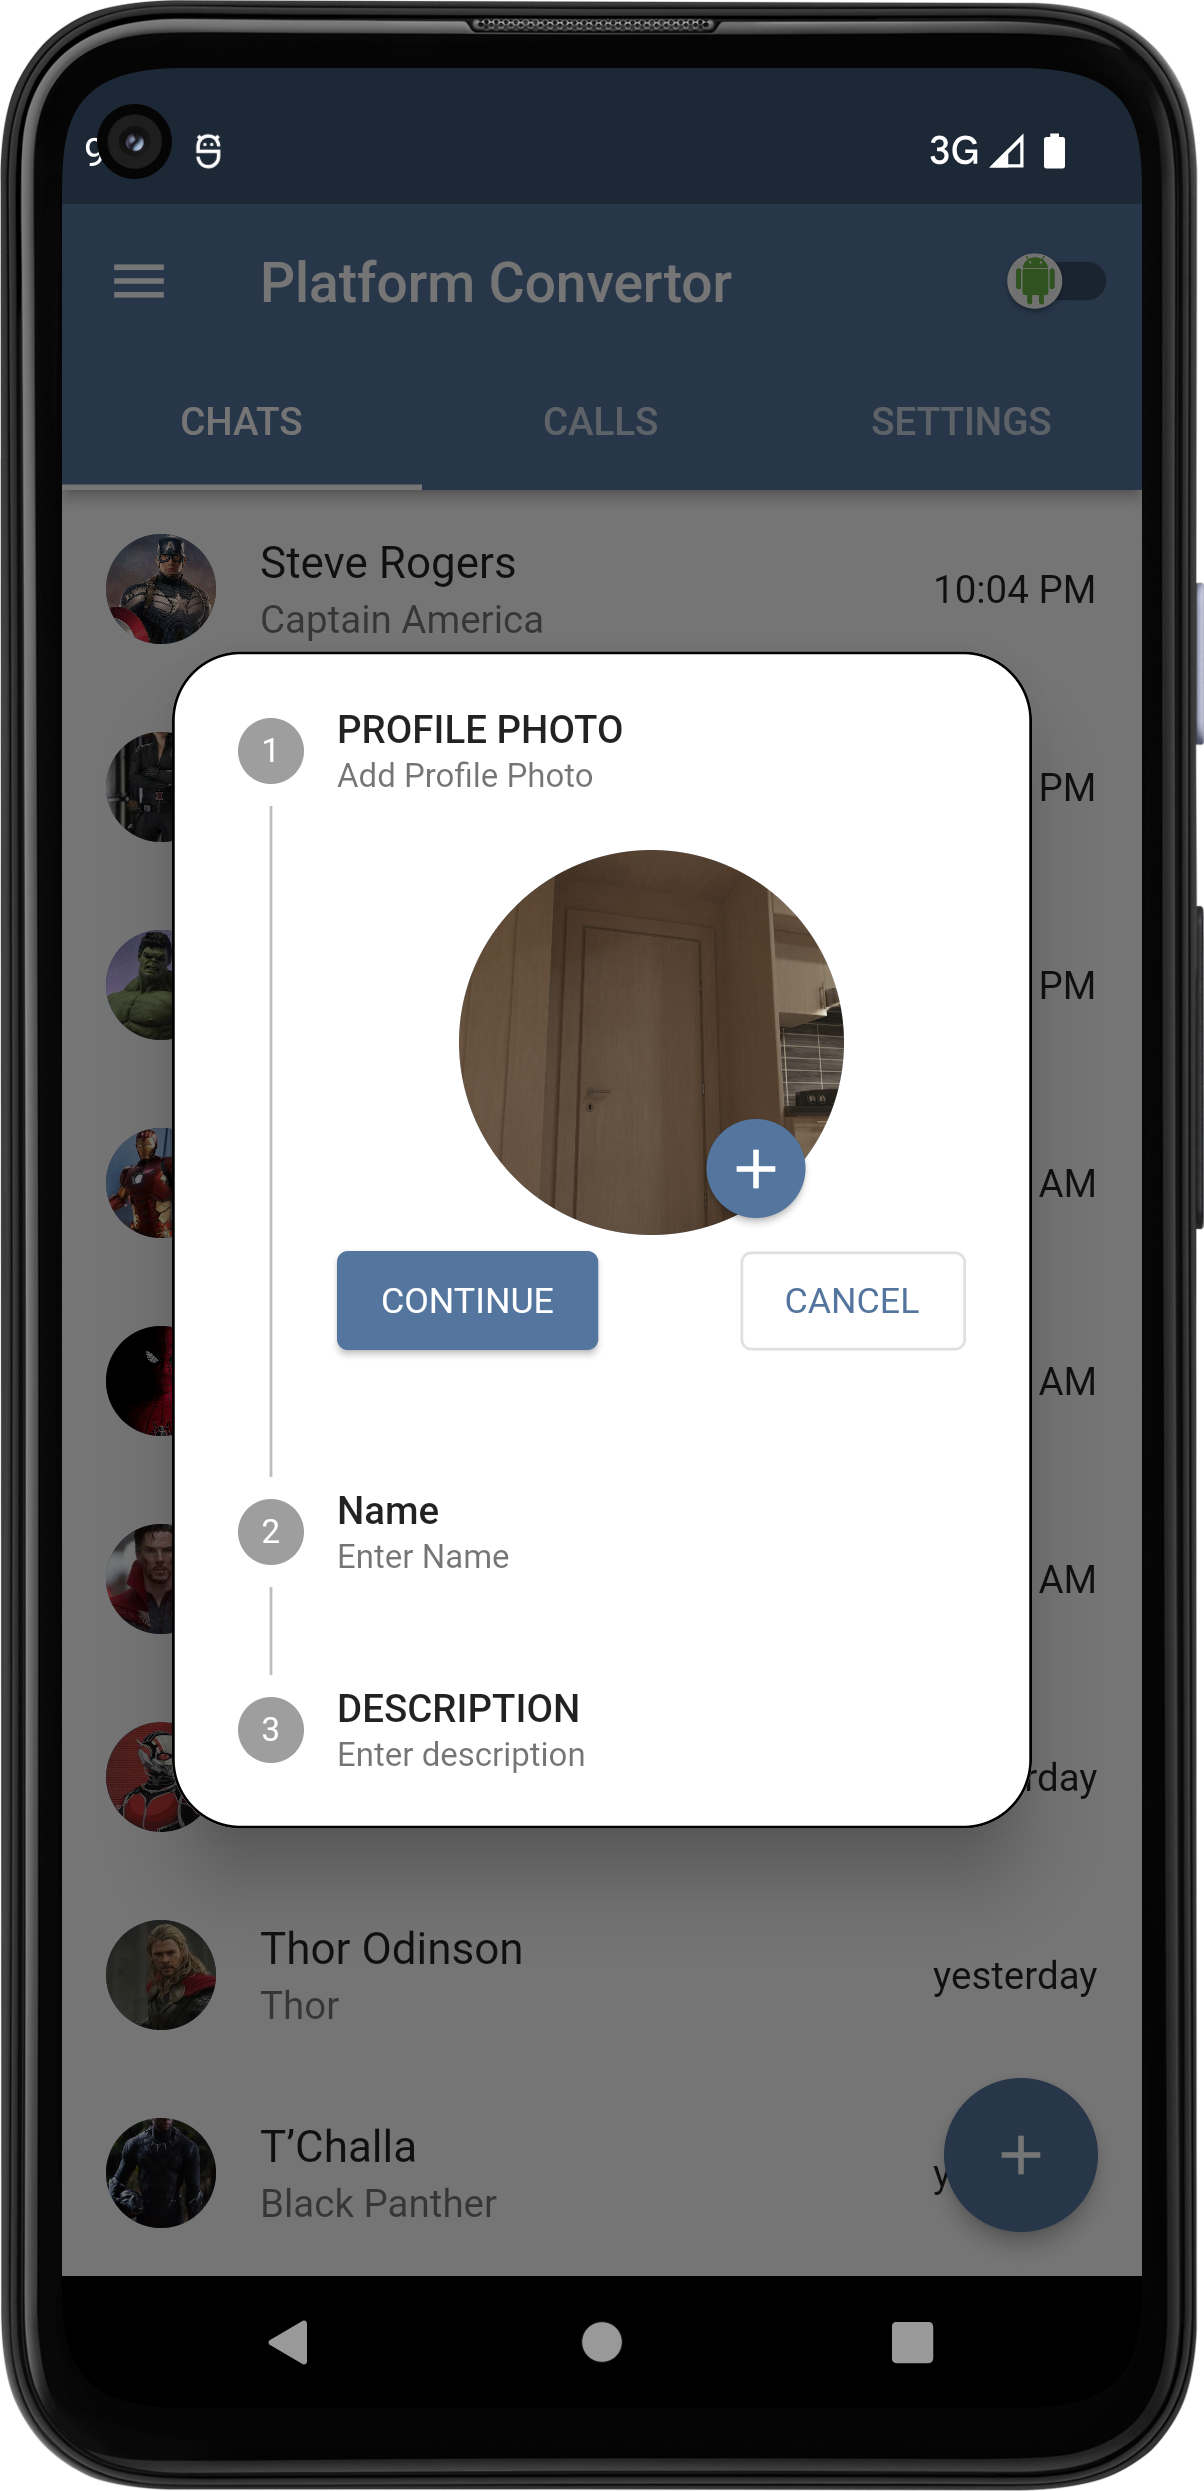 3G
Platform Convertor
CHATS CALLS SETTINGS
Steve Rogers
Captain America
10:04 PM
1
PROFILE PHOTO
Add Profile Photo
PM
PM
AM
CONTINUE CANCEL
AM
2
Name
Enter Name
AM
3
DESCRIPTION
Enter description
Thor Odinson
Thor
yesterday
T’Challa
Black Panther